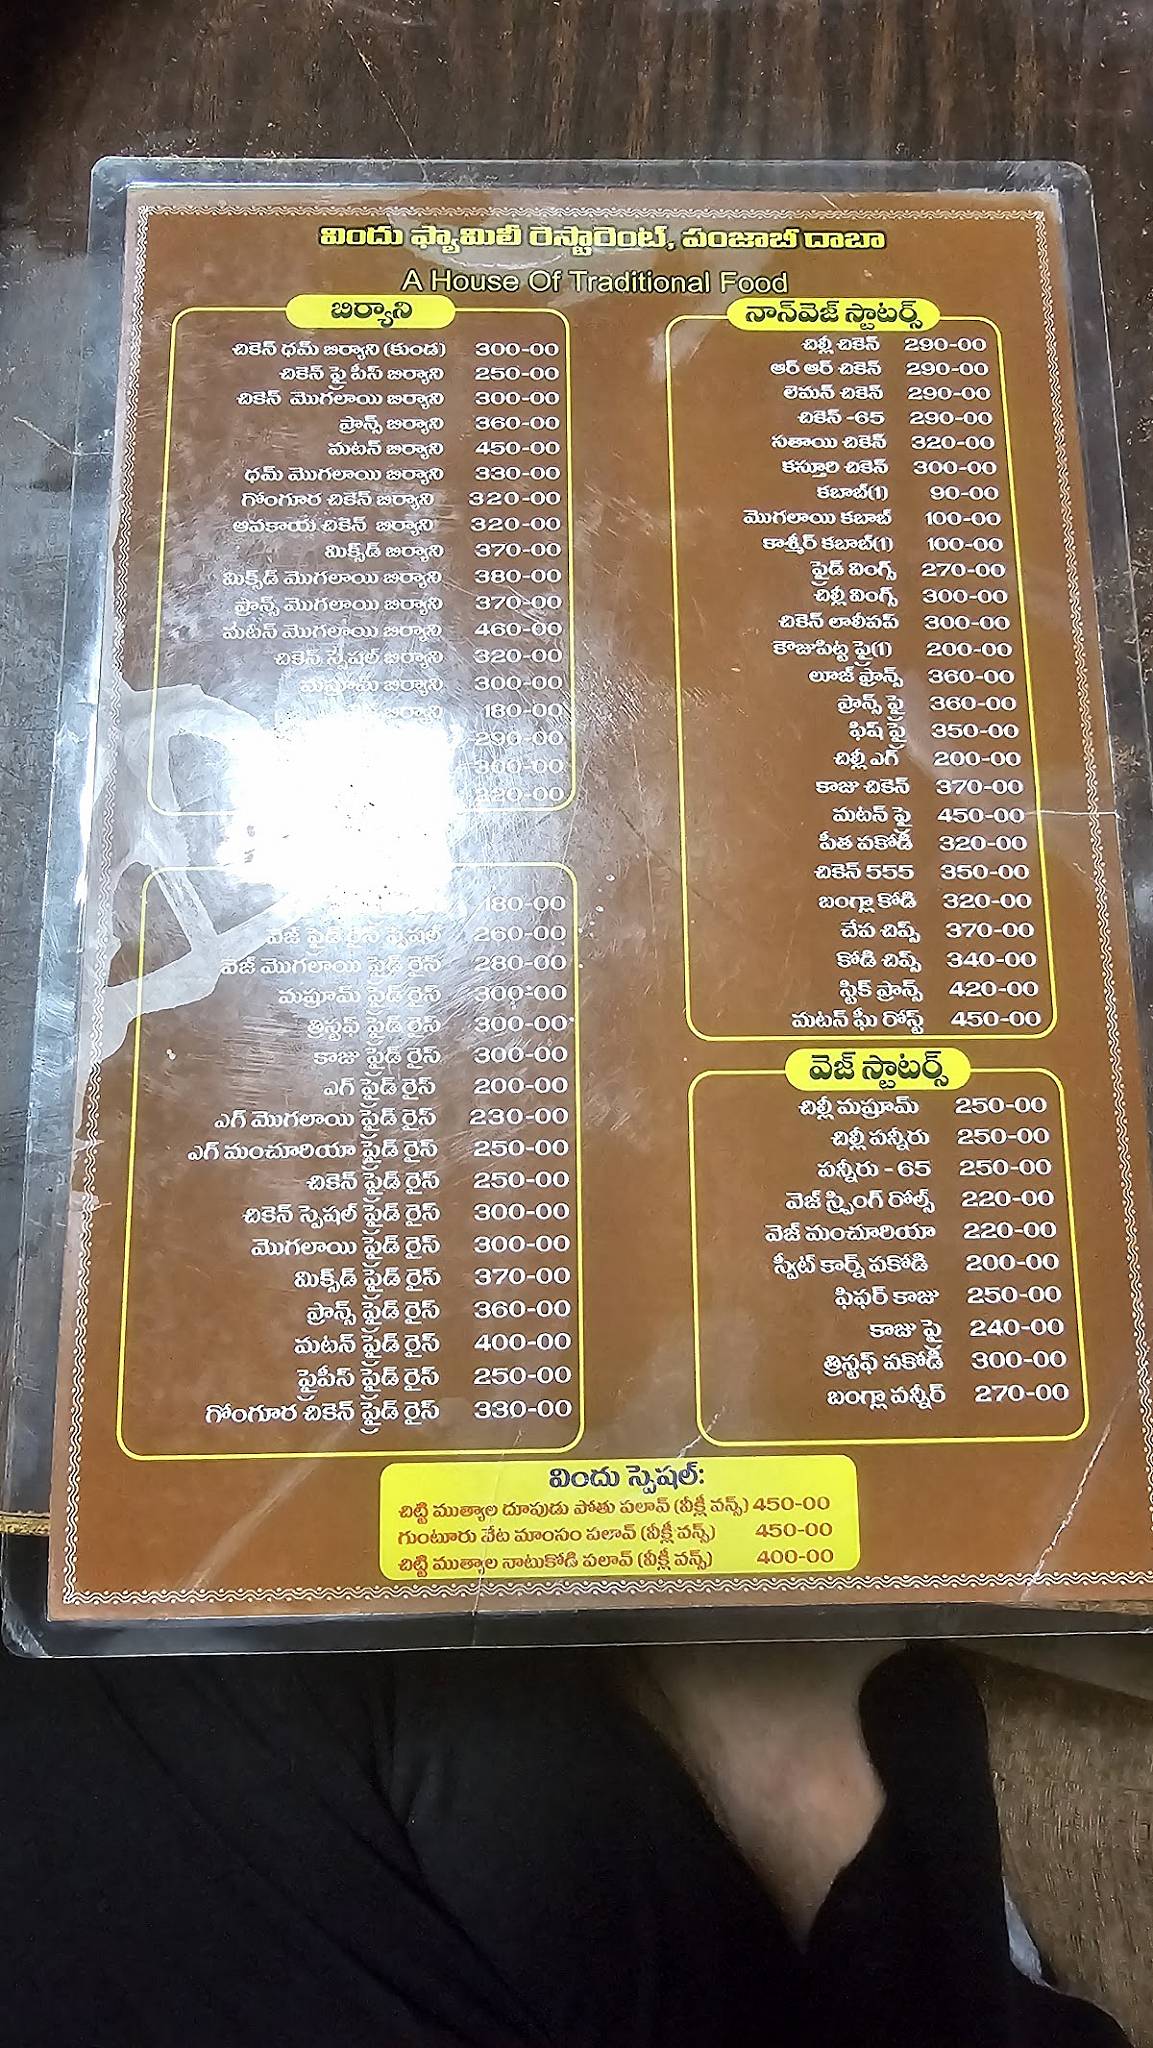 విందు ఫ్యామిలీ రెస్టారెంట్, పంజాబీ దాబా
A House Of Traditional Food
బిర్యాని
చికెన్ ధమ్ బిర్యాని (కుండ) 300-00
చికెన్ ఫ్రై పీస్ బిర్యాని 250-00
చికెన్ మొగలాయి బిర్యాని 300-00
ప్రాన్స్ బిర్యాని 360-00
మటన్ బిర్యాని 450-00
ధమ్ మొగలాయి బిర్యాని 330-00
గోంగూర చికెన్ బిర్యాని 320-00
ఆవకాయ చికెన్ బిర్యాని 320-00
మిక్స్‌డ్ బిర్యాని 370-00
మిక్స్‌డ్ మొగలాయి బిర్యాని 380-00
ప్రాన్స్ మొగలాయి బిర్యాని 370-00
మటన్ మొగలాయి బిర్యాని 460-00
చికెన్ స్పేషల్ బిర్యాని 320-00
మష్రూమ్ బిర్యాని 300-00
బిర్యాని 180-00
290-00
300-00
220-00
180-00
వెజ్ ఫ్రైడ్ రైస్ స్పెషల్ 260-00
వెజ్ మొగలాయి ఫ్రైడ్ రైస్ 280-00
మష్రూమ్ ఫ్రైడ్ రైస్ 300-00
త్రిస్టఫ్ ఫ్రైడ్ రైస్ 300-00
కాజు ఫ్రైడ్ రైస్ 300-00
ఎగ్ ఫ్రైడ్ రైస్ 200-00
ఎగ్ మొగలాయి ఫ్రైడ్ రైస్ 230-00
ఎగ్ మంచూరియా ఫ్రైడ్ రైస్ 250-00
చికెన్ ఫ్రైడ్ రైస్ 250-00
చికెన్ స్పెషల్ ఫ్రైడ్ రైస్ 300-00
మొగలాయి ఫ్రైడ్ రైస్ 300-00
మిక్స్‌డ్ ఫ్రైడ్ రైస్ 370-00
ప్రాన్స్ ఫ్రైడ్ రైస్ 360-00
మటన్ ఫ్రైడ్ రైస్ 400-00
ఫ్రైపీస్ ఫ్రైడ్ రైస్ 250-00
గోంగూర చికెన్ ఫ్రైడ్ రైస్ 330-00
నాన్‌వెజ్ స్టాటర్స్
చిల్లీ చికెన్ 290-00
ఆర్ ఆర్ చికెన్ 290-00
లెమన్ చికెన్ 290-00
చికెన్ -65 290-00
సతాయి చికెన్ 320-00
కస్తూరి చికెన్ 300-00
కబాబ్(1) 90-00
మొగలాయి కబాబ్ 100-00
కాశ్మీర్ కబాబ్(1) 100-00
ఫ్రైడ్ వింగ్స్ 270-00
చిల్లీ వింగ్స్ 300-00
చికెన్ లాలీపప్ 300-00
కౌజుపిట్ట ఫ్రై(1) 200-00
లూజ్ ప్రాన్స్ 360-00
ప్రాన్స్ ఫ్రై 360-00
ఫిష్ ఫ్రై 350-00
చిల్లీ ఎగ్ 200-00
కాజు చికెన్ 370-00
మటన్ ఫ్రై 450-00
పీత పకోడీ 320-00
చికెన్ 555 350-00
బంగ్లా కోడి 320-00
చేప చిప్స్ 370-00
కోడి చిప్స్ 340-00
స్టిక్ ప్రాన్స్ 420-00
మటన్ ఘీ రోస్ట్ 450-00
వెజ్ స్టాటర్స్
చిల్లీ మష్రూమ్ 250-00
చిల్లీ పన్నీరు 250-00
పన్నీరు - 65 250-00
వెజ్ స్ప్రింగ్ రోల్స్ 220-00
వెజ్ మంచూరియా 220-00
స్వీట్ కార్న్ పకోడి 200-00
ఫిఫర్ కాజు 250-00
కాజు ఫ్రై 240-00
త్రిస్టఫ్ పకోడి 300-00
బంగ్లా పన్నీర్ 270-00
విందు స్పెషల్:
చిట్టి ముత్యాల దూపుడు పోతు పలావ్ (వీక్లీ వన్స్) 450-00
గుంటూరు వేట మాంసం పలావ్ (వీక్లీ వన్స్) 450-00
చిట్టి ముత్యాల నాటుకోడి పలావ్ (వీక్లీ వన్స్) 400-00